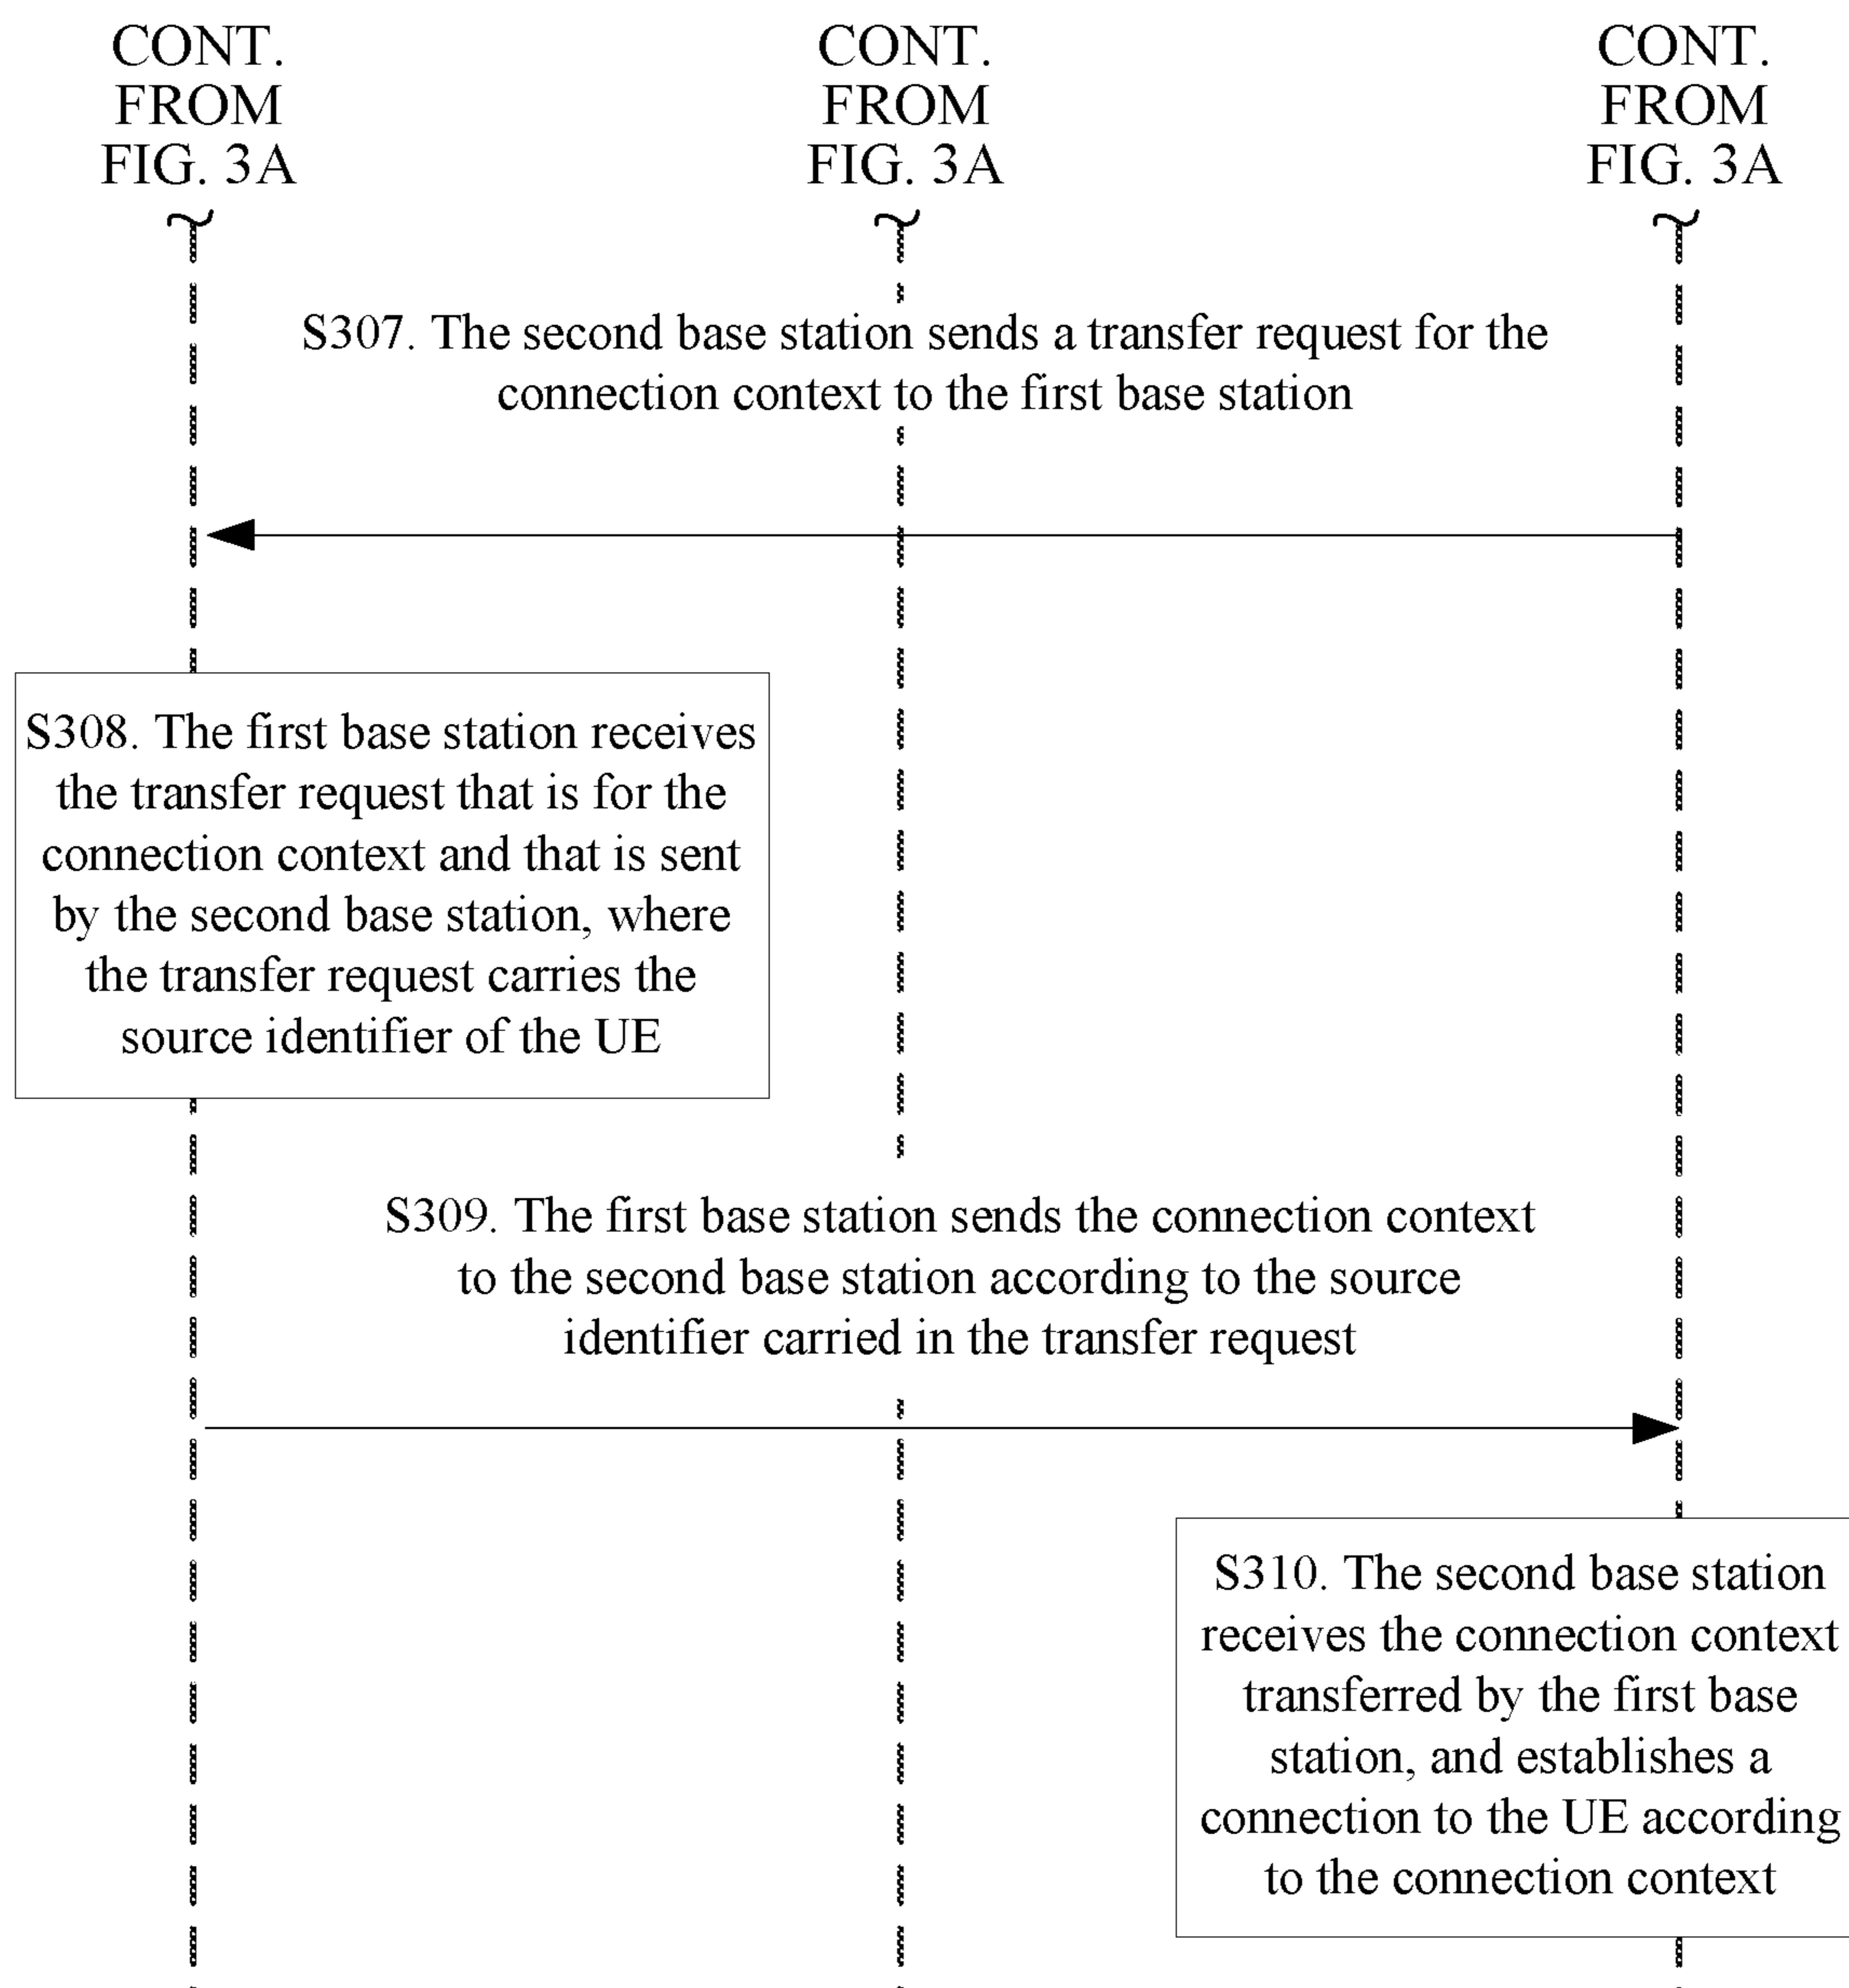 CONT.
FROM
FIG. 3A
CONT.
FROM
FIG. 3A
CONT.
FROM
FIG. 3A
S307. The second base station sends a transfer request for the
connection context to the first base station
S308. The first base station receives
the transfer request that is for the
connection context and that is sent
by the second base station, where
the transfer request carries the
source identifier of the UE
S309. The first base station sends the connection context
to the second base station according to the source
identifier carried in the transfer request
S310. The second base station
receives the connection context
transferred by the first base
station, and establishes a
connection to the UE according
to the connection context